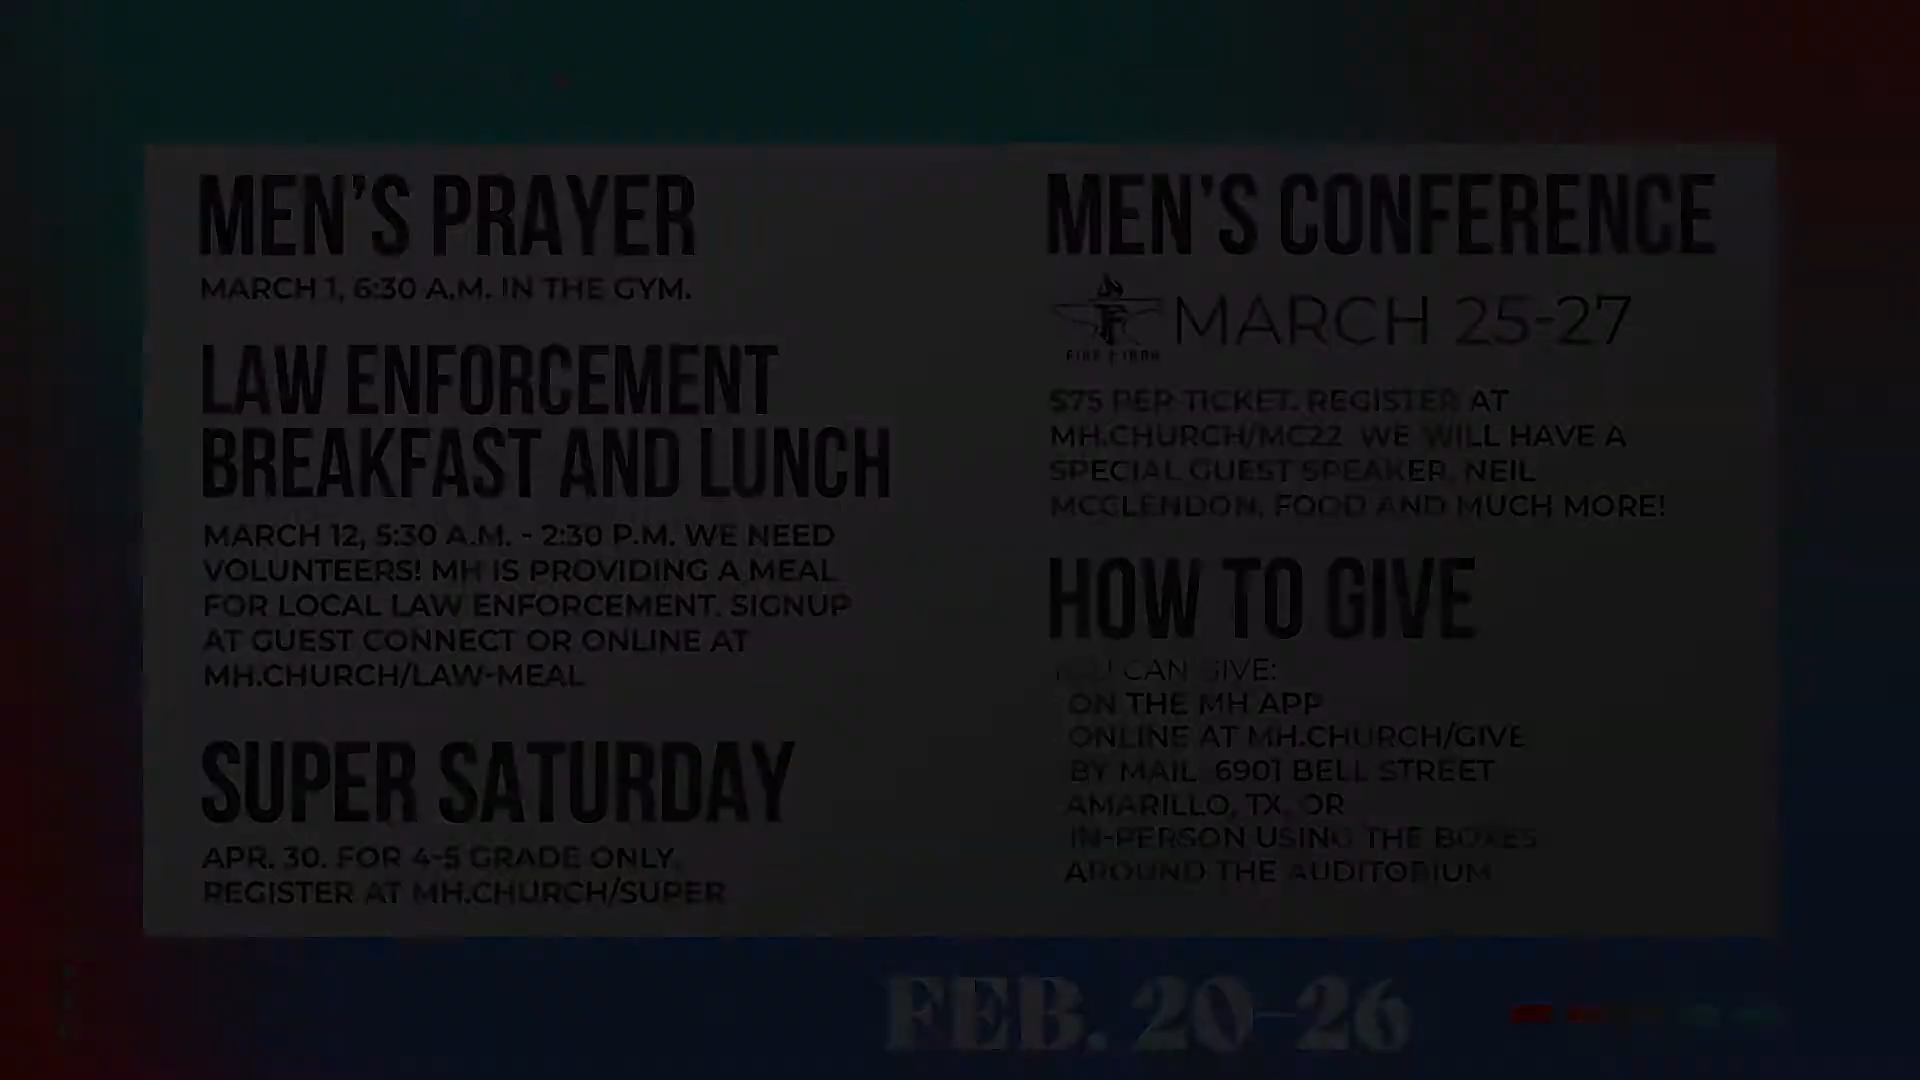 MEN'S PRAYER
MARCH 1, 6:30 A.M. IN THE GYM.
LAW ENFORCEMENT
BREAKFAST AND LUNCH
MARCH 12, 5:30 A.M. - 2:30 P.M. WE NEED
VOLUNTEERS! MH IS PROVIDING A MEAL
FOR LOCAL LAW ENFORCEMENT. SIGNUP
AT GUEST CONNECT OR ONLINE AT
MH.CHURCH/LAW-MEAL
SUPER SATURDAY
APR. 30. FOR 4-5 GRADE ONLY.
REGISTER AT MH.CHURCH/SUPER
MEN'S CONFERENCE
FIRE & IRON
MARCH 25-27
$75 PER TICKET. REGISTER AT
MH.CHURCH/MC22 WE WILL HAVE A
SPECIAL GUEST SPEAKER, NEIL
MCCLENDON, FOOD AND MUCH MORE!
HOW TO GIVE
YOU CAN GIVE:
ON THE MH APP
ONLINE AT MH.CHURCH/GIVE
BY MAIL 6901 BELL STREET
AMARILLO, TX, OR
IN-PERSON USING THE BOXES
AROUND THE AUDITORIUM
FEB. 20-26